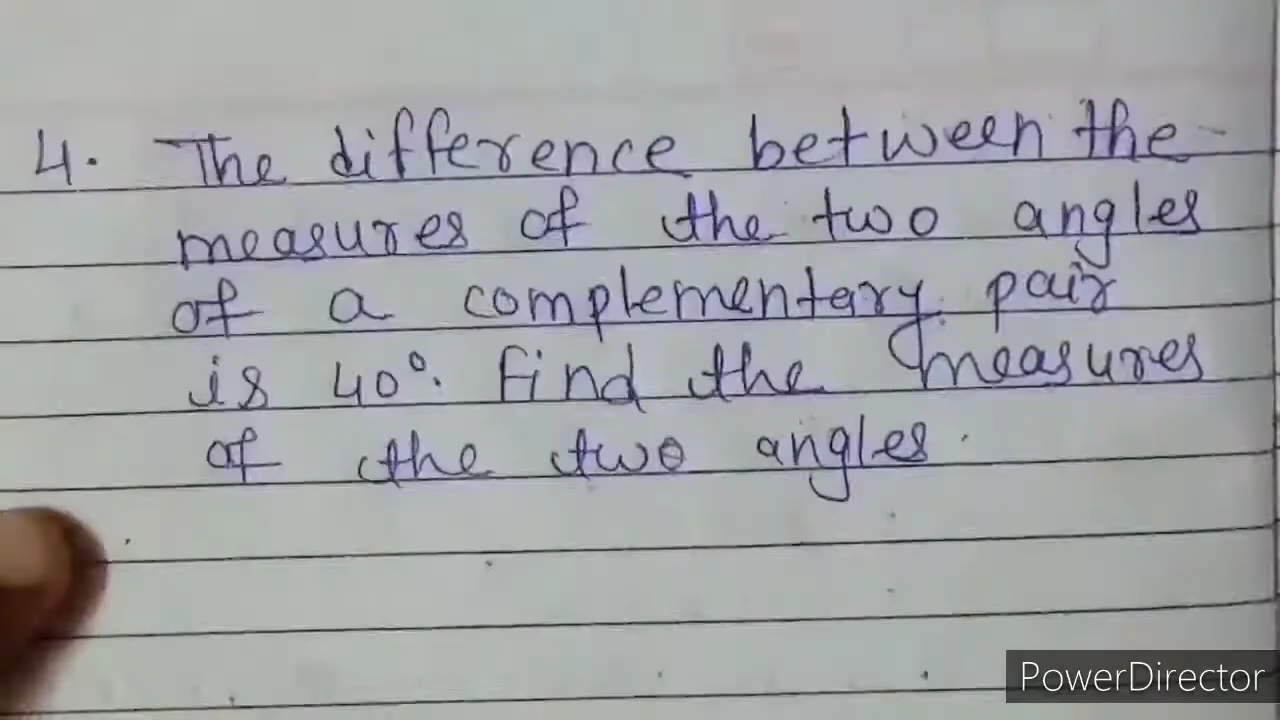 4. The difference between the
measures of the two angles
of a complementary pair
is 40°. Find the measures
of the two angles.
PowerDirector